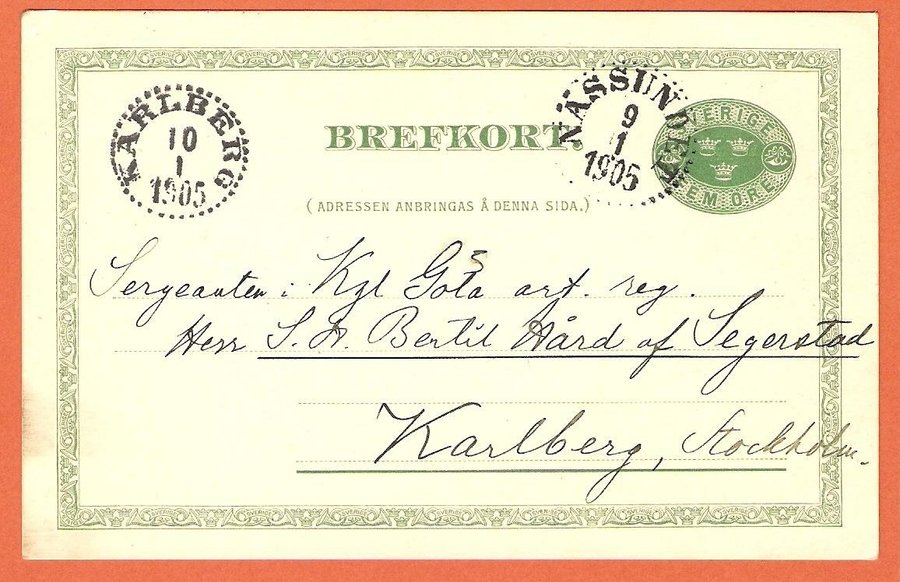 KARLBERG
10
1
1905
BREFKORT
NÄSSUNDET
9
1
1905
SVERIGE
FEM ÖRE
(ADRESSEN ANBRINGAS Å DENNA SIDA.)
Sergeanten i Kgl Göta art. reg.
Herr S. A. Bertil Hård af Segerstad
Karlberg, Stockholm.